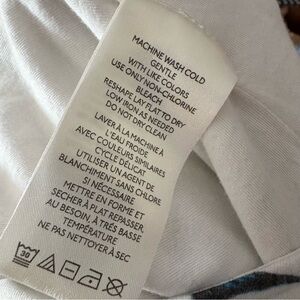 MACHINE WASH COLD
GENTLE
WITH LIKE COLORS
USE ONLY NON-CHLORINE
BLEACH
RESHAPE LAY FLAT TO DRY
LOW IRON AS NEEDED
DO NOT DRY CLEAN
LAVER À LA MACHINE À
L'EAU FROIDE
AVEC COULEURS SIMILAIRES
CYCLE DÉLICAT
UTILISER UN AGENT DE
BLANCHIMENT SANS CHLORE
SI NÉCESSAIRE
METTRE EN FORME ET
SECHER À PLAT REPASSER,
AU BESOIN, À TRÈS BASSE
TEMPÉRATURE
NE PAS NETTOYER À SEC
30